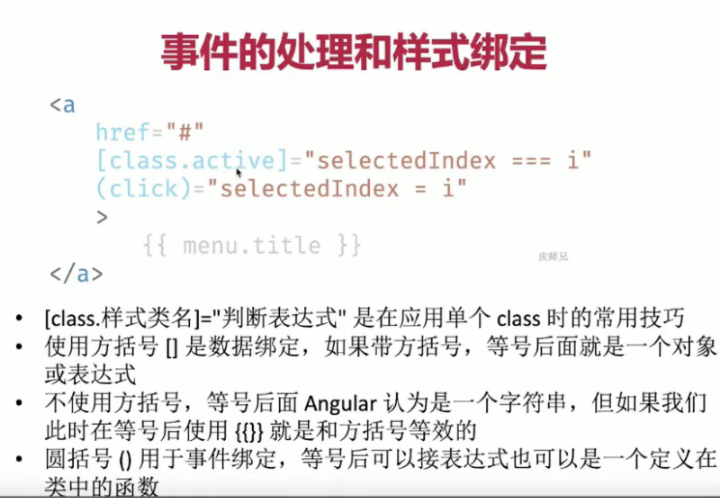 事件的处理和样式绑定
<a
href="#"
[class.active]="selectedIndex === i"
(click)="selectedIndex = i"
>
{{ menu.title }}
</a>
虎师兄
• [class.样式类名]="判断表达式" 是在应用单个 class 时的常用技巧
• 使用方括号 [] 是数据绑定，如果带方括号，等号后面就是一个对象
或表达式
• 不使用方括号，等号后面 Angular 认为是一个字符串，但如果我们
此时在等号后使用 {{}} 就是和方括号等效的
• 圆括号 () 用于事件绑定，等号后可以接表达式也可以是一个定义在
类中的函数